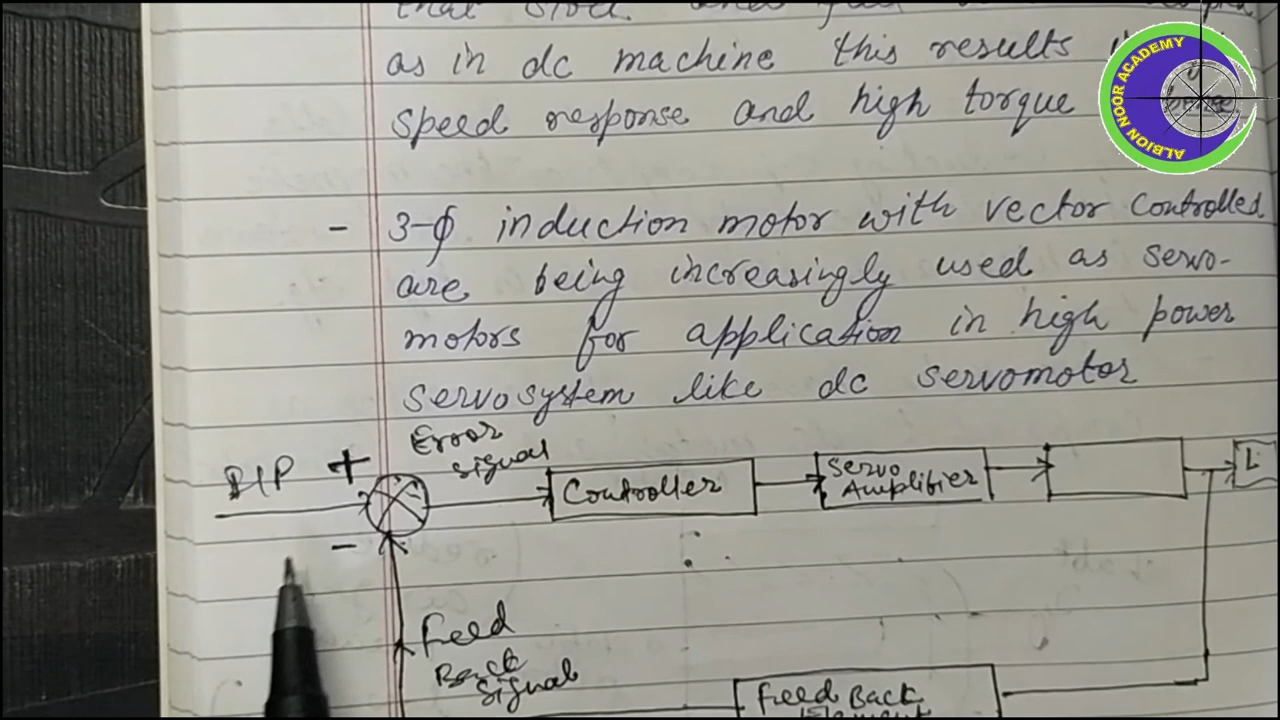 that
as in dc machine this results
speed response and high torque
- 3-ϕ induction motor with vector controlled
are being increasingly used as servo-
motors for application in high power
servosystem like dc servomotor
Error
Signal
+
Controller
Servo
Amplifier
L
-
Feed
Back
Signal
Feed Back
Element
ALBION NOOR ACADEMY